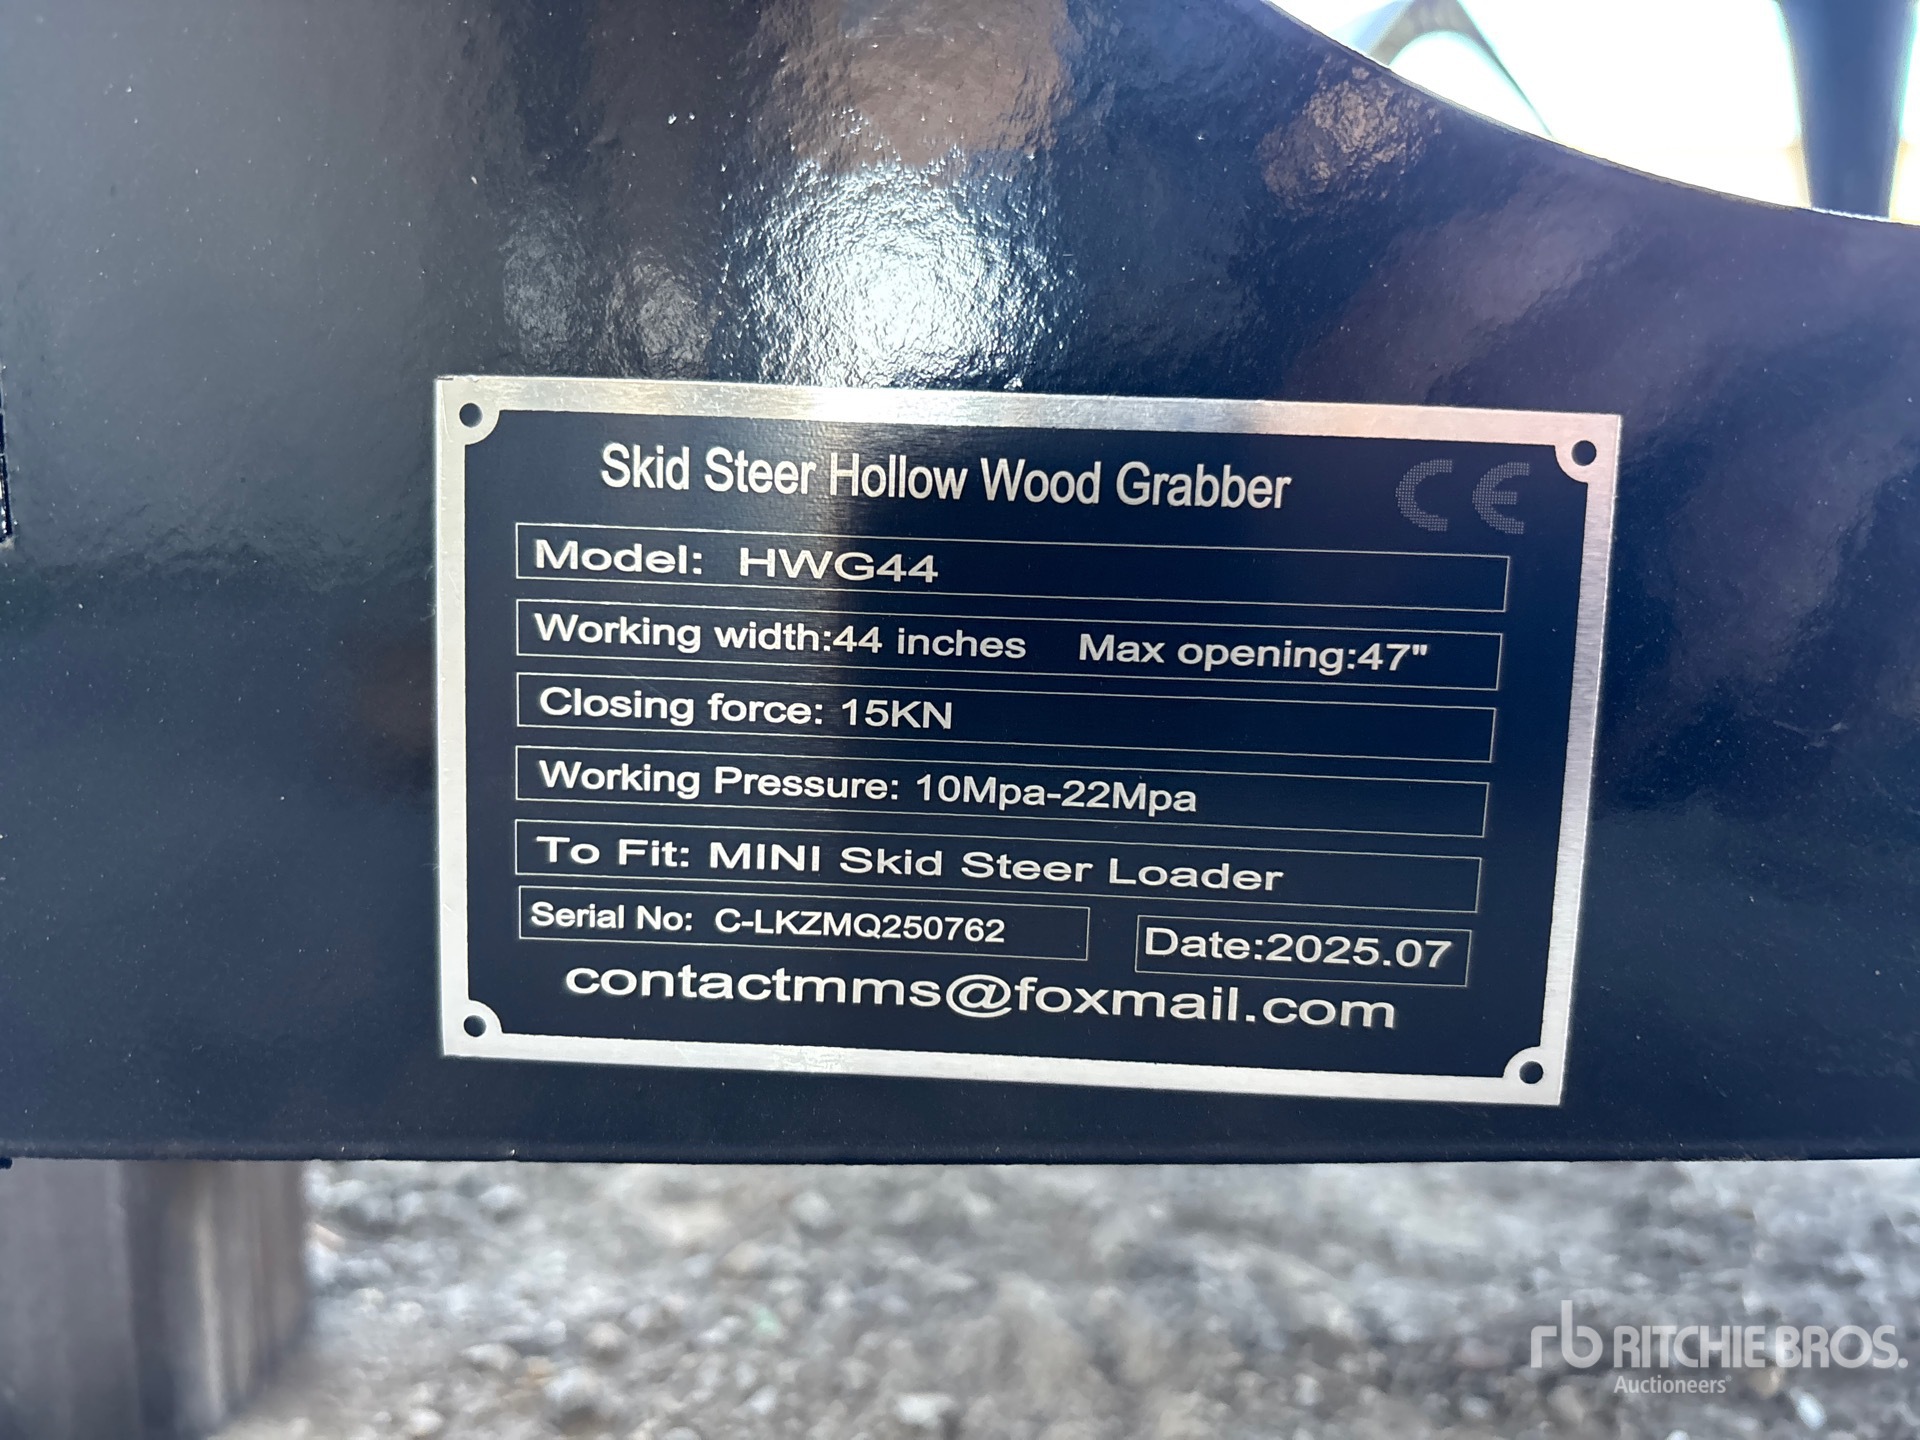 Skid Steer Hollow Wood Grabber CE
Model: HWG44
Working width:44 inches Max opening:47"
Closing force: 15KN
Working Pressure: 10Mpa-22Mpa
To Fit: MINI Skid Steer Loader
Serial No: C-LKZMQ250762 Date:2025.07
contactmms@foxmail.com
rb RITCHIE BROS.
Auctioneers